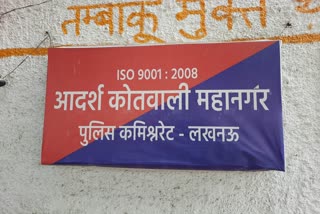 तम्बाकू मुक्त
ISO 9001 : 2008
आदर्श कोतवाली महानगर
पुलिस कमिश्नरेट - लखनऊ